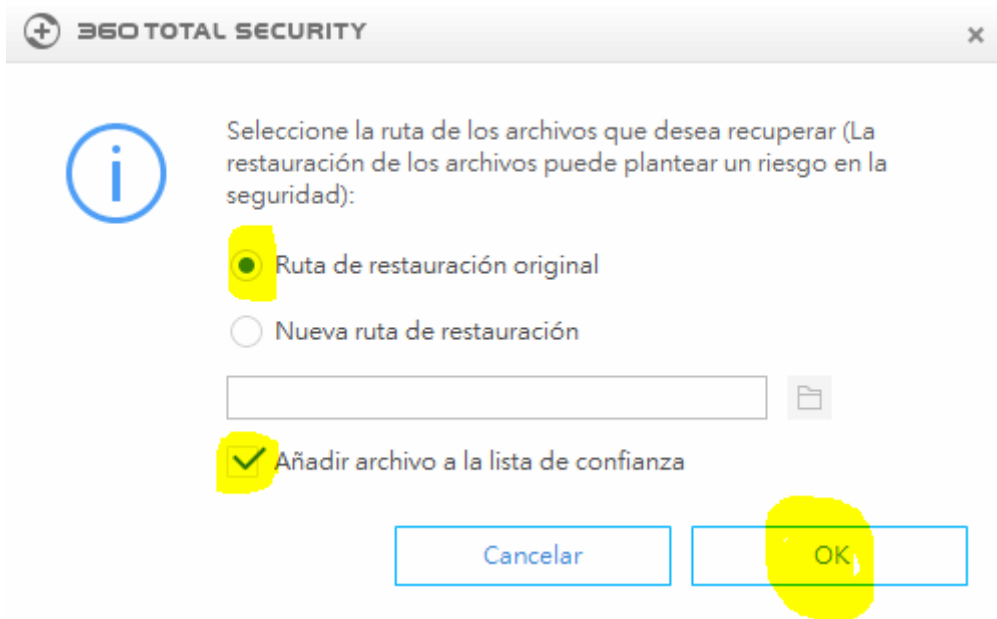 360 TOTAL SECURITY
Seleccione la ruta de los archivos que desea recuperar (La
restauración de los archivos puede plantear un riesgo en la
seguridad):
Ruta de restauración original
Nueva ruta de restauración
Añadir archivo a la lista de confianza
Cancelar
OK